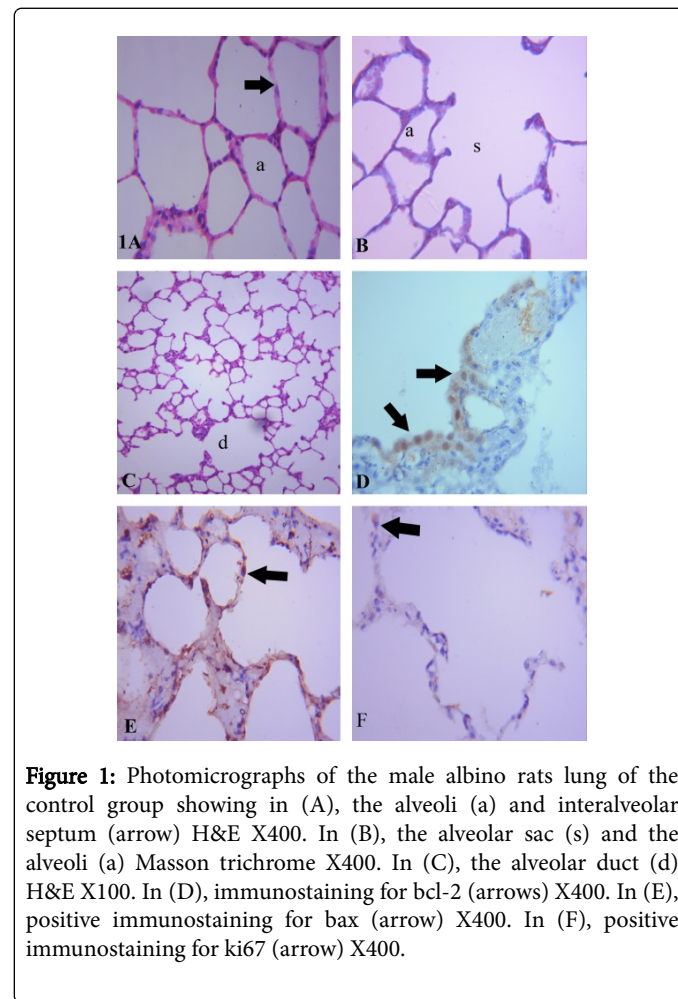 a
1A
a
s
B
d
C
D
E
F
Figure 1: Photomicrographs of the male albino rats lung of the
control group showing in (A), the alveoli (a) and interalveolar
septum (arrow) H&E X400. In (B), the alveolar sac (s) and the
alveoli (a) Masson trichrome X400. In (C), the alveolar duct (d)
H&E X100. In (D), immunostaining for bcl-2 (arrows) X400. In (E),
positive immunostaining for bax (arrow) X400. In (F), positive
immunostaining for ki67 (arrow) X400.